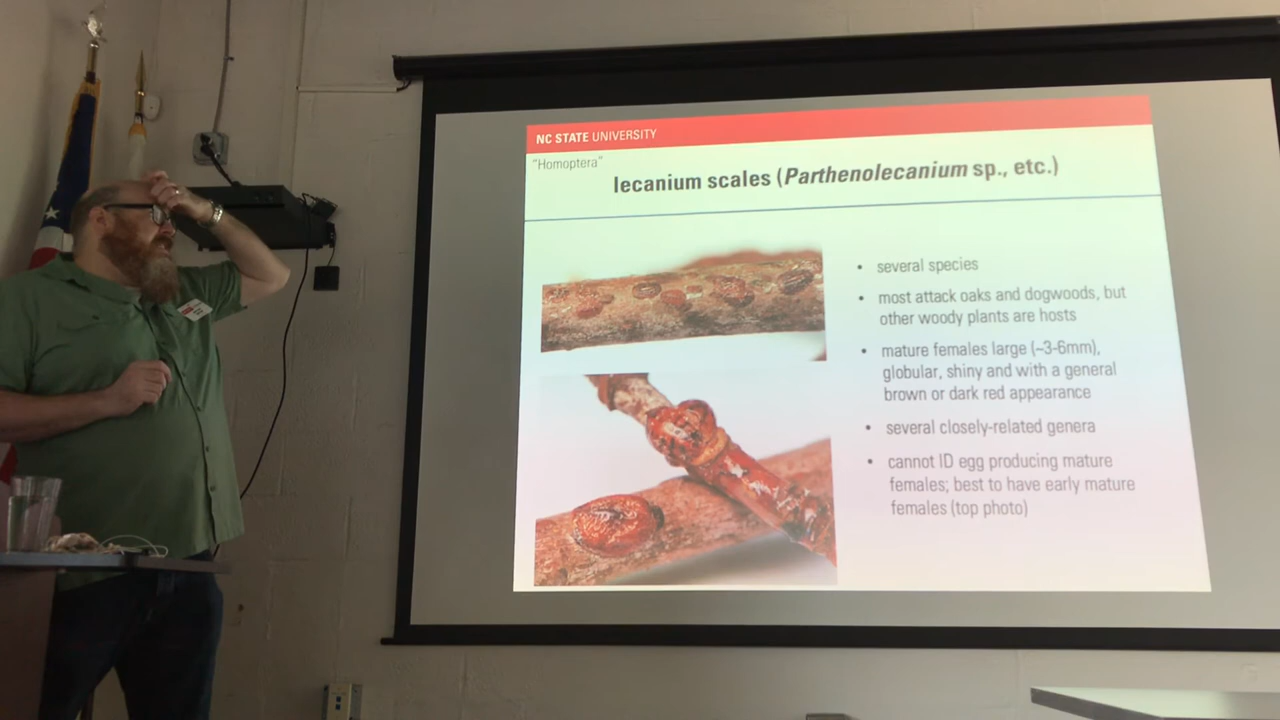 NC STATE UNIVERSITY
"Homoptera"
lecanium scales (Parthenolecanium sp., etc.)
• several species
• most attack oaks and dogwoods, but
other woody plants are hosts
• mature females large (~3-6mm),
globular, shiny and with a general
brown or dark red appearance
• several closely-related genera
• cannot ID egg producing mature
females; best to have early mature
females (top photo)